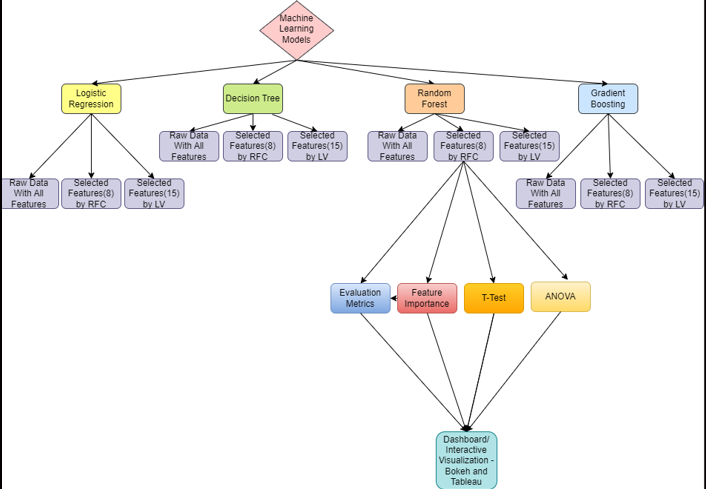 Machine
Learning
Models
Logistic
Regression
Decision Tree
Random
Forest
Gradient
Boosting
Raw Data
With All
Features
Selected
Features(8)
by RFC
Selected
Features(15)
by LV
Raw Data
With All
Features
Selected
Features(8)
by RFC
Selected
Features(15)
by LV
Raw Data
With All
Features
Selected
Features(8)
by RFC
Selected
Features(15)
by LV
Raw Data
With All
Features
Selected
Features(8)
by RFC
Selected
Features(15)
by LV
Evaluation
Metrics
Feature
Importance
T-Test
ANOVA
Dashboard/
Interactive
Visualization -
Bokeh and
Tableau